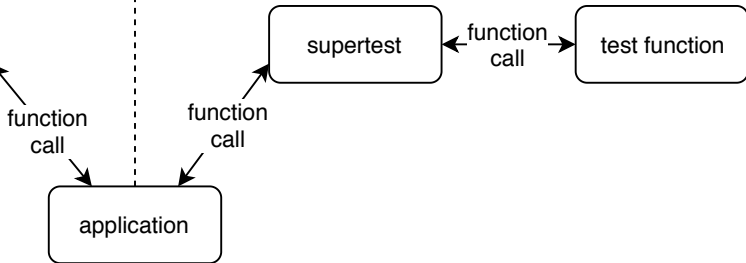 supertest
function
call
test function
function
call
function
call
application